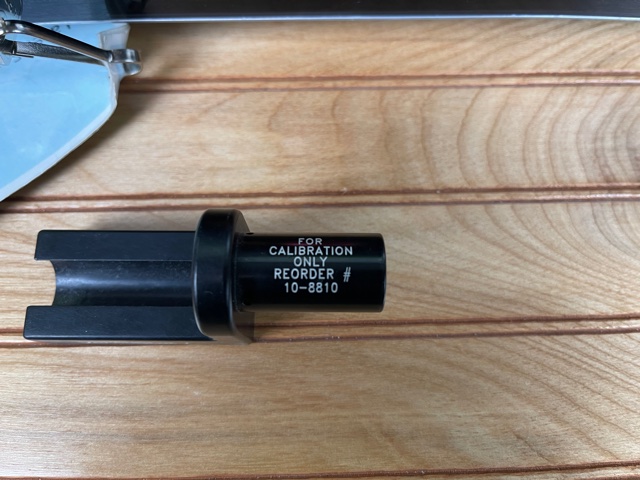 FOR
CALIBRATION
ONLY
REORDER #
10-8810